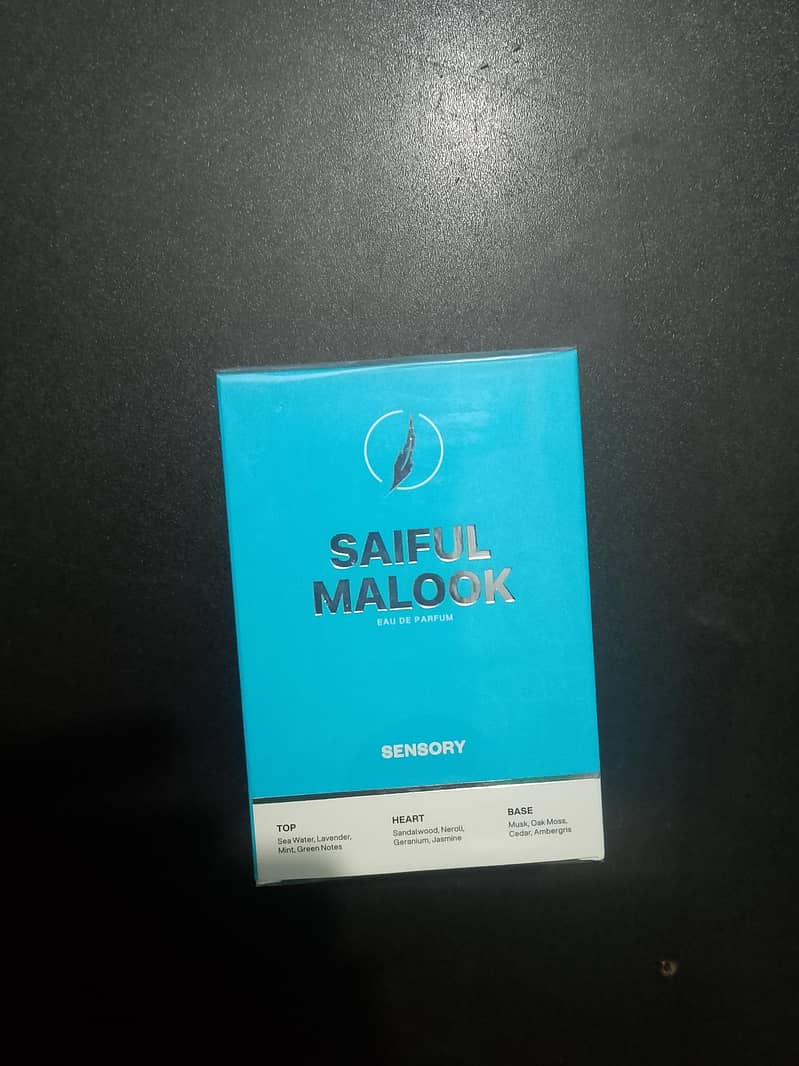 SAIFUL
MALOOK
EAU DE PARFUM
SENSORY
TOP
Sea Water, Lavender,
Mint, Green Notes
HEART
Sandalwood, Neroli,
Geranium, Jasmine
BASE
Musk, Oak Moss,
Cedar, Ambergris